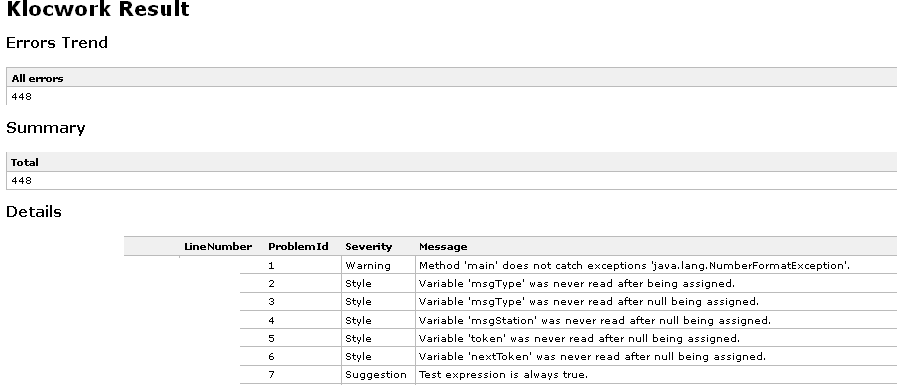 Klocwork Result
Errors Trend
All errors
448
Summary
Total
448
Details
LineNumber ProblemId Severity Message
1 Warning Method 'main' does not catch exceptions 'java.lang.NumberFormatException'.
2 Style Variable 'msgType' was never read after being assigned.
3 Style Variable 'msgType' was never read after null being assigned.
4 Style Variable 'msgStation' was never read after null being assigned.
5 Style Variable 'token' was never read after null being assigned.
6 Style Variable 'nextToken' was never read after null being assigned.
7 Suggestion Test expression is always true.